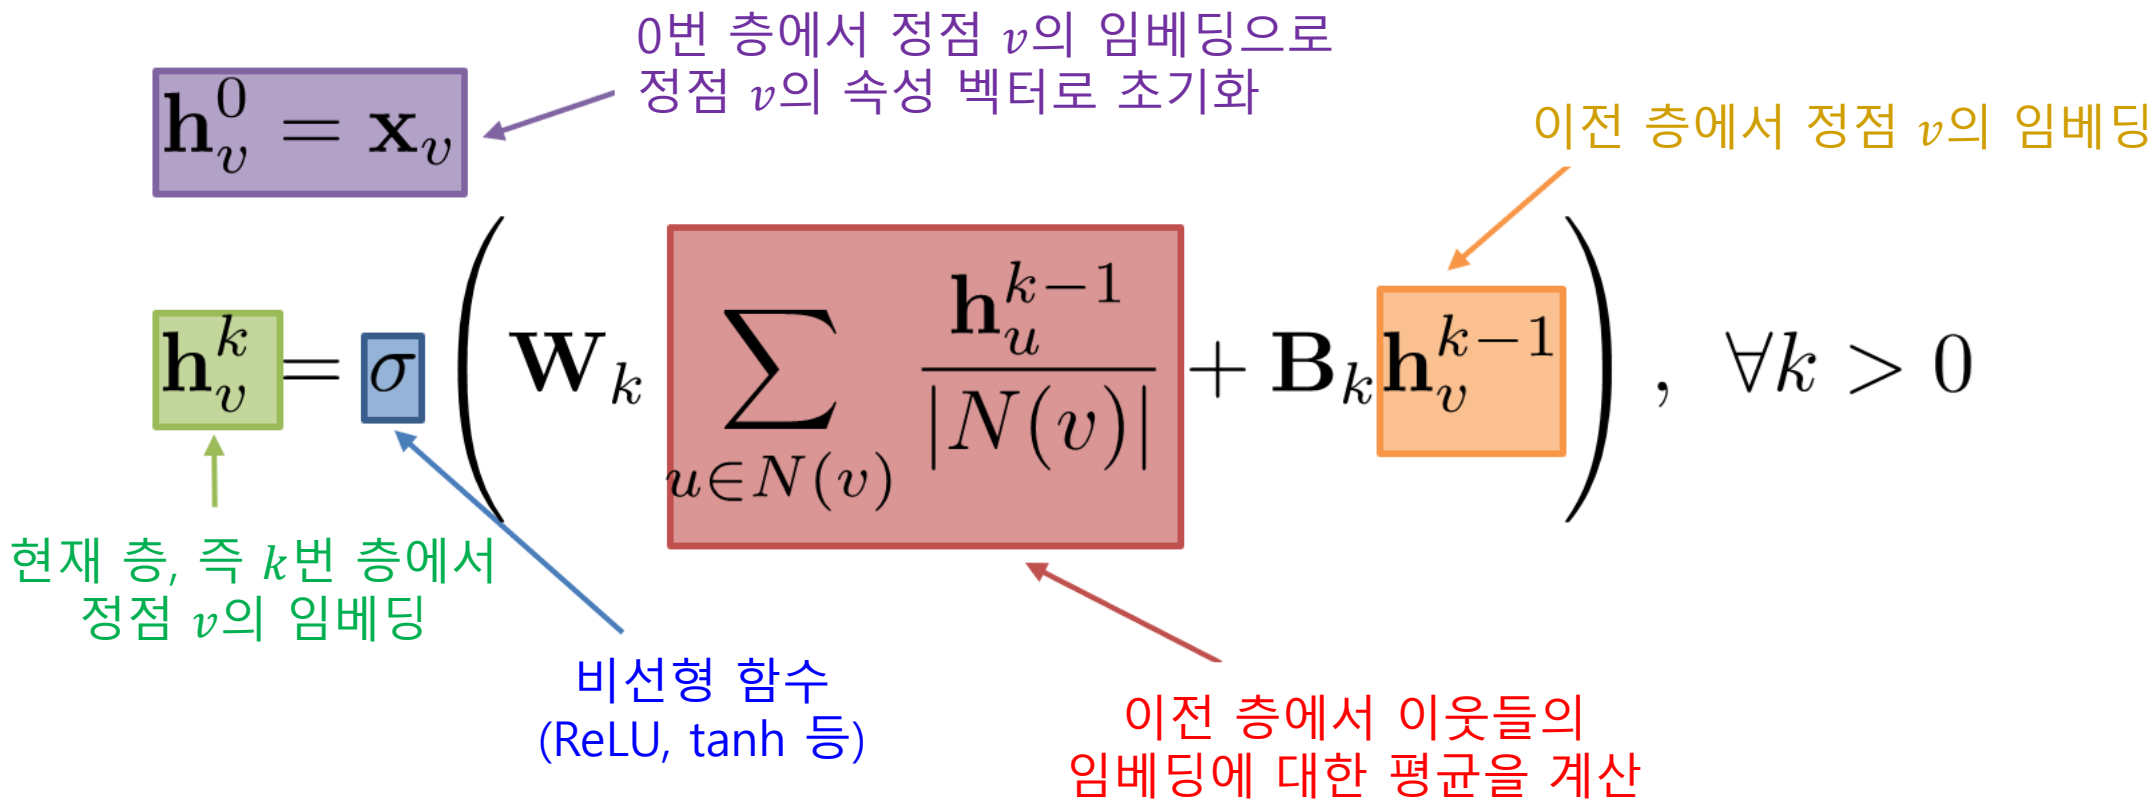 0번 층에서 정점 𝑣의 임베딩으로
정점 𝑣의 속성 벡터로 초기화
h_v^0 = x_v
이전 층에서 정점 𝑣의 임베딩
h_v^k = σ ( W_k ∑_{u∈N(v)} h_u^{k−1} / |N(v)| + B_k h_v^{k−1} ) , ∀k > 0
현재 층, 즉 𝑘번 층에서
정점 𝑣의 임베딩
비선형 함수
(ReLU, tanh 등)
이전 층에서 이웃들의
임베딩에 대한 평균을 계산